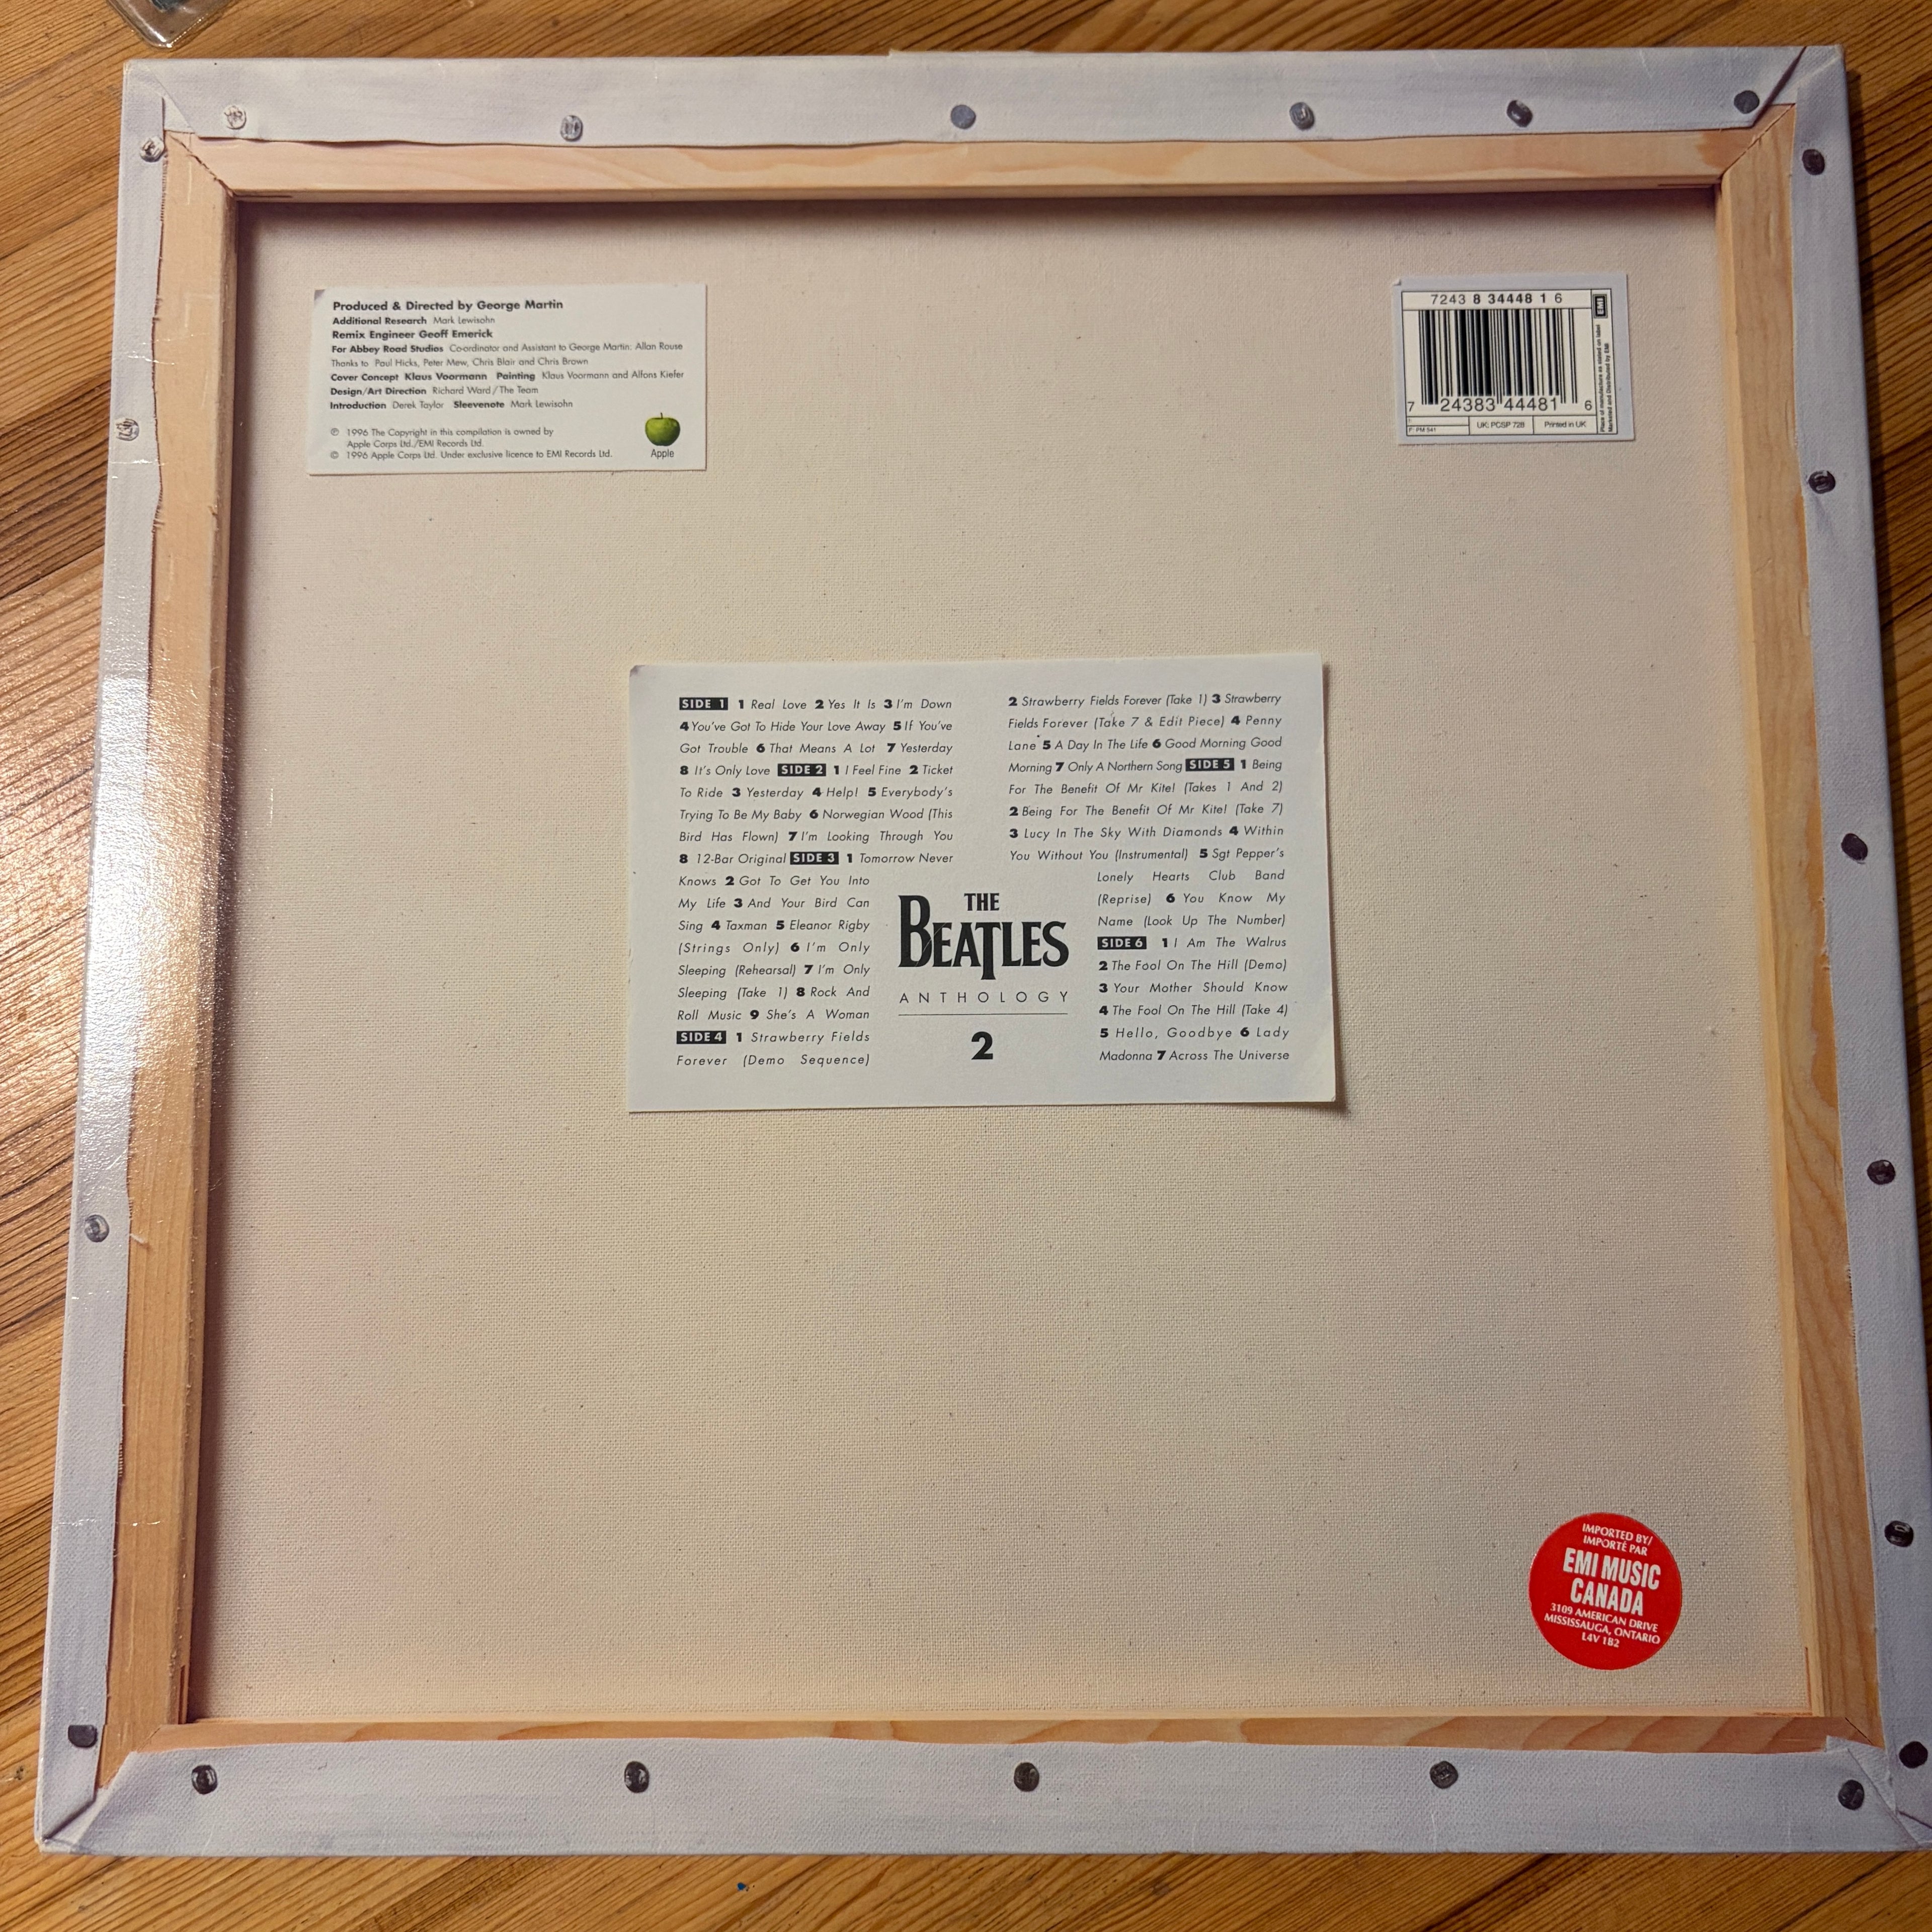 Produced & Directed by George Martin
Additional Research Mark Lewisohn
Remix Engineer Geoff Emerick
For Abbey Road Studios Co-ordinator and Assistant to George Martin: Allan Rouse
Thanks to Paul Hicks, Peter Mew, Chris Blair and Chris Brown
Cover Concept Klaus Voormann Painting Klaus Voormann and Alfons Kiefer
Design/Art Direction Richard Ward/The Team
Introduction Derek Taylor Sleevenote Mark Lewisohn
℗ 1996 The Copyright in this compilation is owned by
Apple Corps Ltd./EMI Records Ltd.
© 1996 Apple Corps Ltd. Under exclusive licence to EMI Records Ltd.
Apple
7243 8 34448 1 6
EMI
Place of manufacture as stated on label
Marketed and Distributed by EMI
7 24383 44481 6
P: PM 541
UK: PCSP 728
Printed in UK
SIDE 1 1 Real Love 2 Yes It Is 3 I'm Down
4 You've Got To Hide Your Love Away 5 If You've
Got Trouble 6 That Means A Lot 7 Yesterday
8 It's Only Love SIDE 2 1 I Feel Fine 2 Ticket
To Ride 3 Yesterday 4 Help! 5 Everybody's
Trying To Be My Baby 6 Norwegian Wood (This
Bird Has Flown) 7 I'm Looking Through You
8 12-Bar Original SIDE 3 1 Tomorrow Never
Knows 2 Got To Get You Into
My Life 3 And Your Bird Can
Sing 4 Taxman 5 Eleanor Rigby
(Strings Only) 6 I'm Only
Sleeping (Rehearsal) 7 I'm Only
Sleeping (Take 1) 8 Rock And
Roll Music 9 She's A Woman
SIDE 4 1 Strawberry Fields
Forever (Demo Sequence)
THE
BEATLES
ANTHOLOGY
2
2 Strawberry Fields Forever (Take 1) 3 Strawberry
Fields Forever (Take 7 & Edit Piece) 4 Penny
Lane 5 A Day In The Life 6 Good Morning Good
Morning 7 Only A Northern Song SIDE 5 1 Being
For The Benefit Of Mr Kite! (Takes 1 And 2)
2 Being For The Benefit Of Mr Kite! (Take 7)
3 Lucy In The Sky With Diamonds 4 Within
You Without You (Instrumental) 5 Sgt Pepper's
Lonely Hearts Club Band
(Reprise) 6 You Know My
Name (Look Up The Number)
SIDE 6 1 I Am The Walrus
2 The Fool On The Hill (Demo)
3 Your Mother Should Know
4 The Fool On The Hill (Take 4)
5 Hello, Goodbye 6 Lady
Madonna 7 Across The Universe
IMPORTED BY/
IMPORTÉ PAR
EMI MUSIC
CANADA
3109 AMERICAN DRIVE
MISSISSAUGA, ONTARIO
L4V 1B2